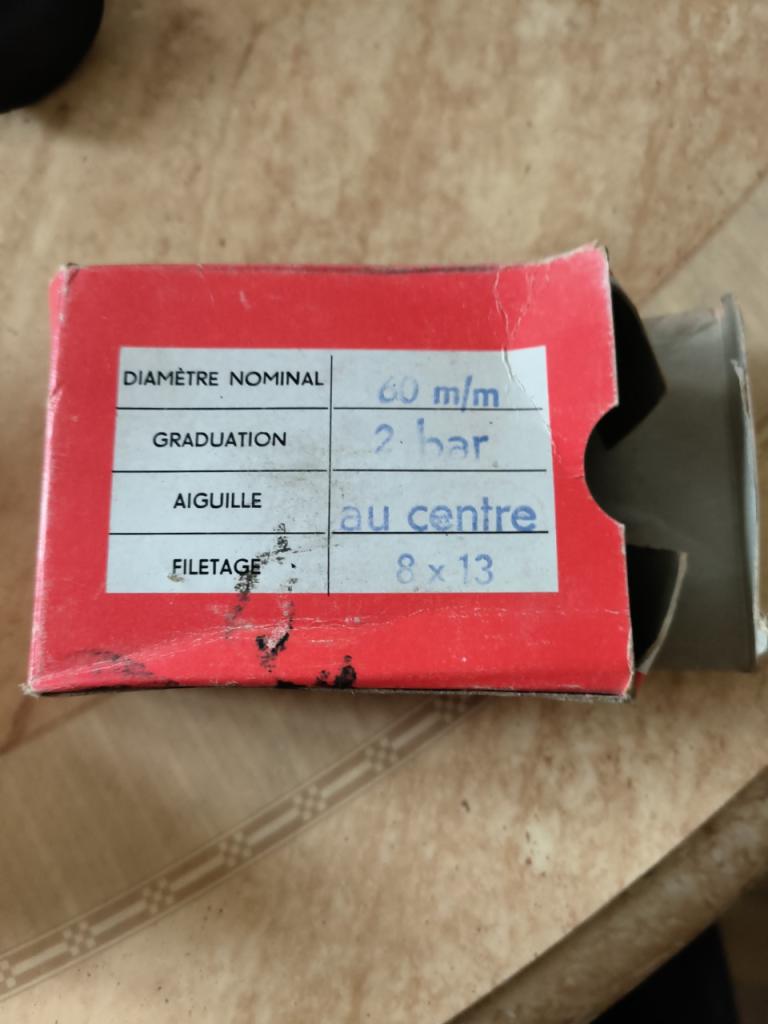 DIAMÈTRE NOMINAL 60 m/m
GRADUATION 2 bar
AIGUILLE au centre
FILETAGE 8 x 13